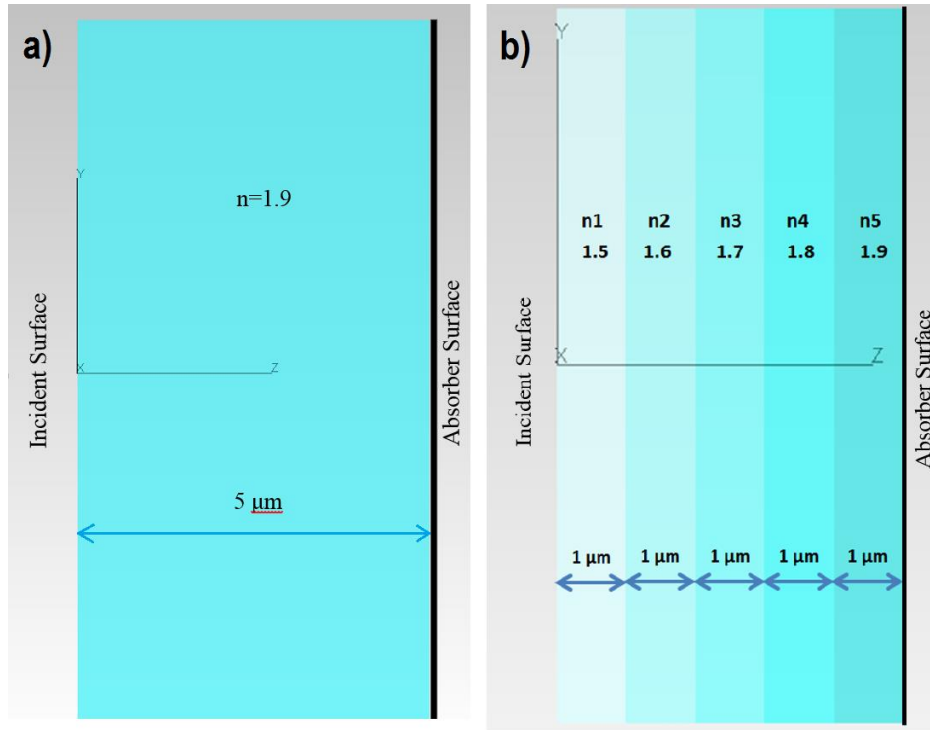 a)
Y
n=1.9
X
Z
Incident Surface
Absorber Surface
5 μm
b)
Y
n1 n2 n3 n4 n5
1.5 1.6 1.7 1.8 1.9
X
Z
Incident Surface
Absorber Surface
1 μm 1 μm 1 μm 1 μm 1 μm